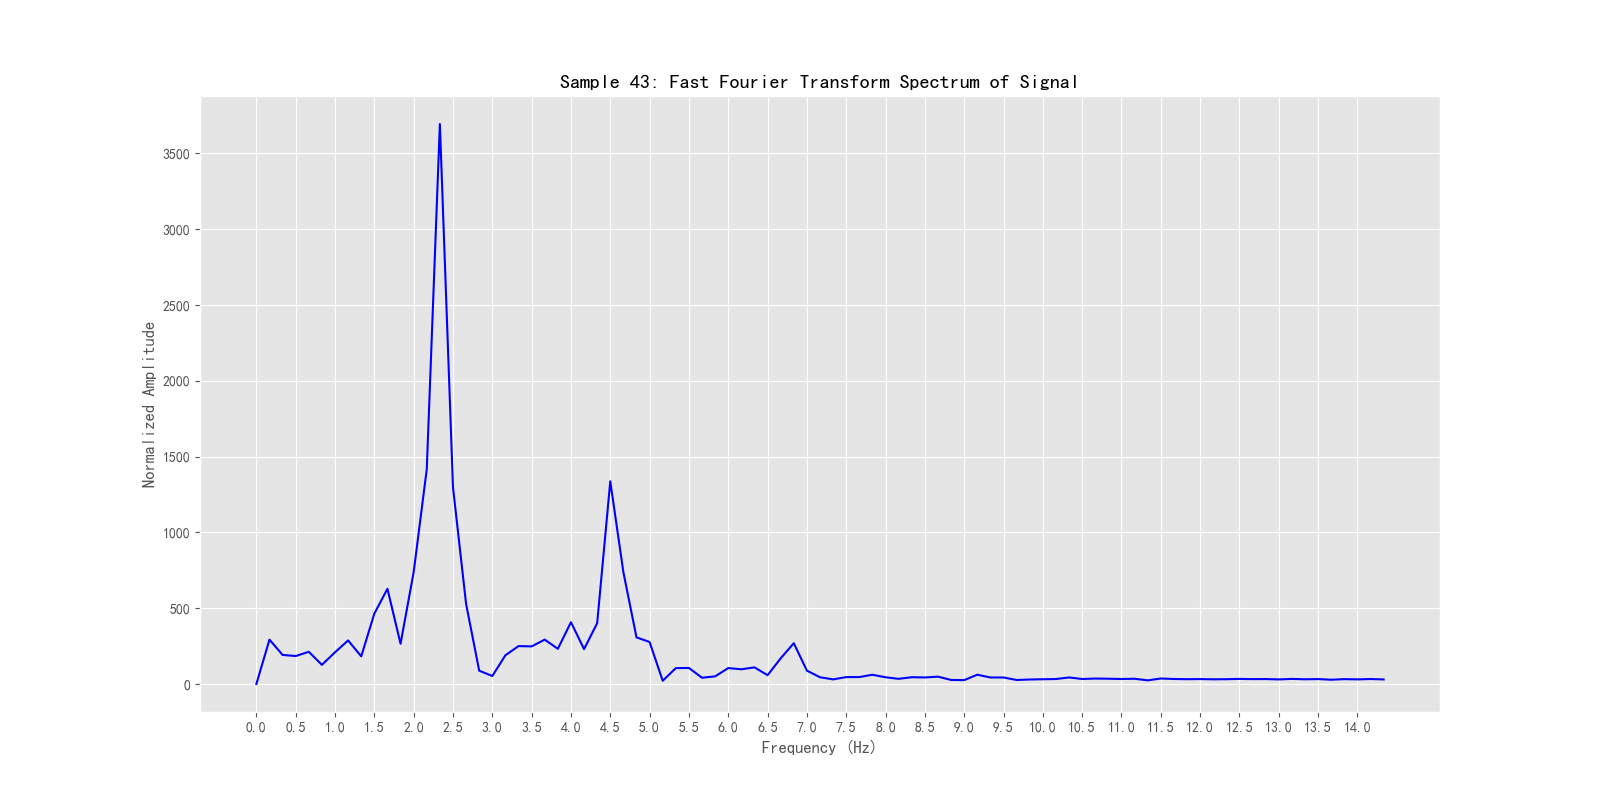 Sample 43: Fast Fourier Transform Spectrum of Signal
Normalized Amplitude
3500
3000
2500
2000
1500
1000
500
0
0.0 0.5 1.0 1.5 2.0 2.5 3.0 3.5 4.0 4.5 5.0 5.5 6.0 6.5 7.0 7.5 8.0 8.5 9.0 9.5 10.0 10.5 11.0 11.5 12.0 12.5 13.0 13.5 14.0
Frequency (Hz)